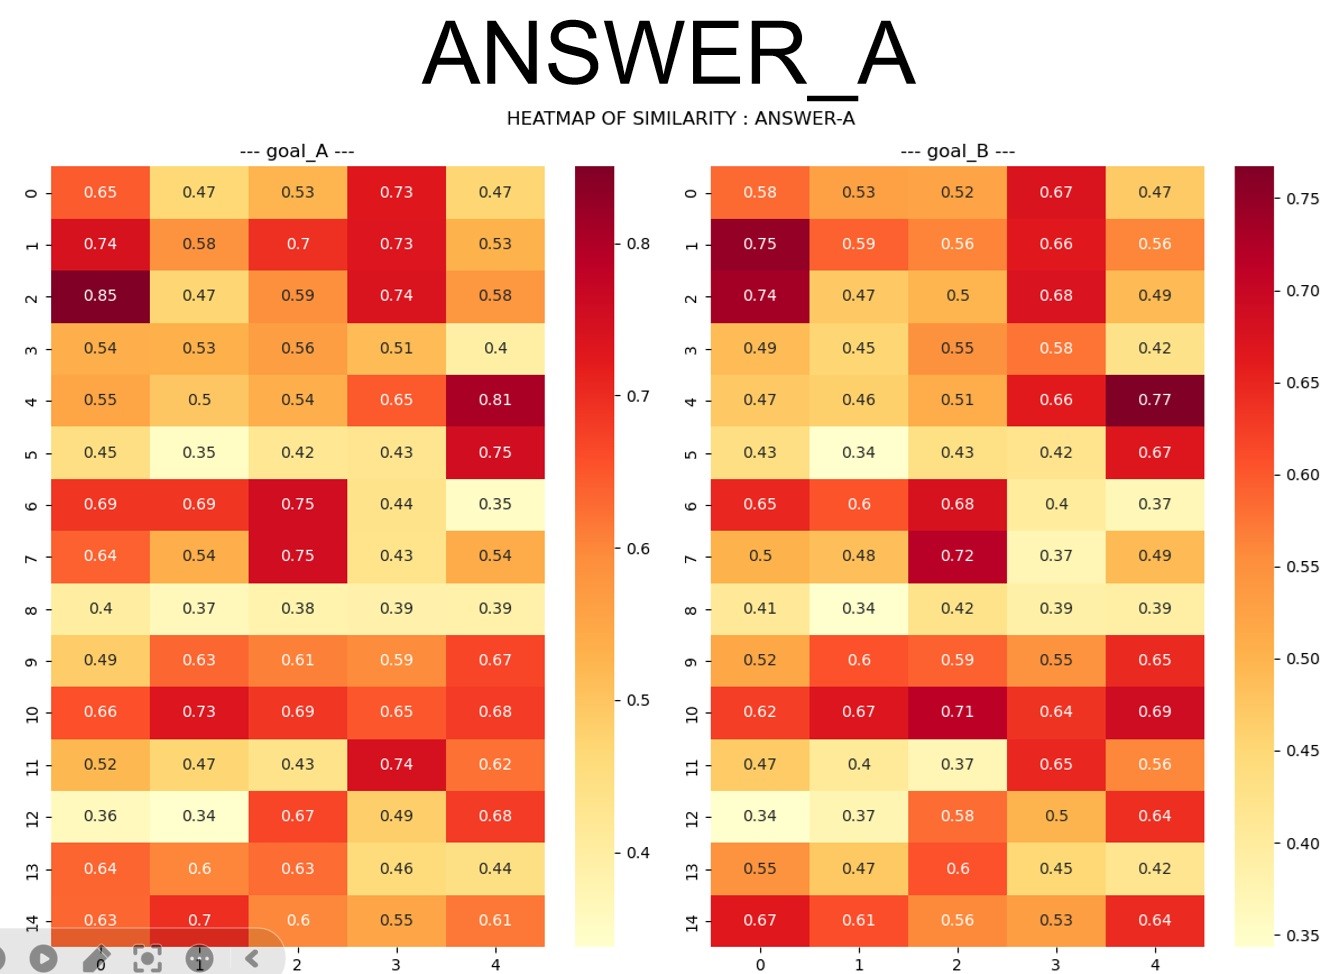 ANSWER_A
HEATMAP OF SIMILARITY : ANSWER-A
--- goal_A ---
0 0.65 0.47 0.53 0.73 0.47
1 0.74 0.58 0.7 0.73 0.53
2 0.85 0.47 0.59 0.74 0.58
3 0.54 0.53 0.56 0.51 0.4
4 0.55 0.5 0.54 0.65 0.81
5 0.45 0.35 0.42 0.43 0.75
6 0.69 0.69 0.75 0.44 0.35
7 0.64 0.54 0.75 0.43 0.54
8 0.4 0.37 0.38 0.39 0.39
9 0.49 0.63 0.61 0.59 0.67
10 0.66 0.73 0.69 0.65 0.68
11 0.52 0.47 0.43 0.74 0.62
12 0.36 0.34 0.67 0.49 0.68
13 0.64 0.6 0.63 0.46 0.44
14 0.63 0.7 0.6 0.55 0.61
0 1 2 3 4
0.8
0.7
0.6
0.5
0.4
--- goal_B ---
0 0.58 0.53 0.52 0.67 0.47
1 0.75 0.59 0.56 0.66 0.56
2 0.74 0.47 0.5 0.68 0.49
3 0.49 0.45 0.55 0.58 0.42
4 0.47 0.46 0.51 0.66 0.77
5 0.43 0.34 0.43 0.42 0.67
6 0.65 0.6 0.68 0.4 0.37
7 0.5 0.48 0.72 0.37 0.49
8 0.41 0.34 0.42 0.39 0.39
9 0.52 0.6 0.59 0.55 0.65
10 0.62 0.67 0.71 0.64 0.69
11 0.47 0.4 0.37 0.65 0.56
12 0.34 0.37 0.58 0.5 0.64
13 0.55 0.47 0.6 0.45 0.42
14 0.67 0.61 0.56 0.53 0.64
0 1 2 3 4
0.75
0.70
0.65
0.60
0.55
0.50
0.45
0.40
0.35